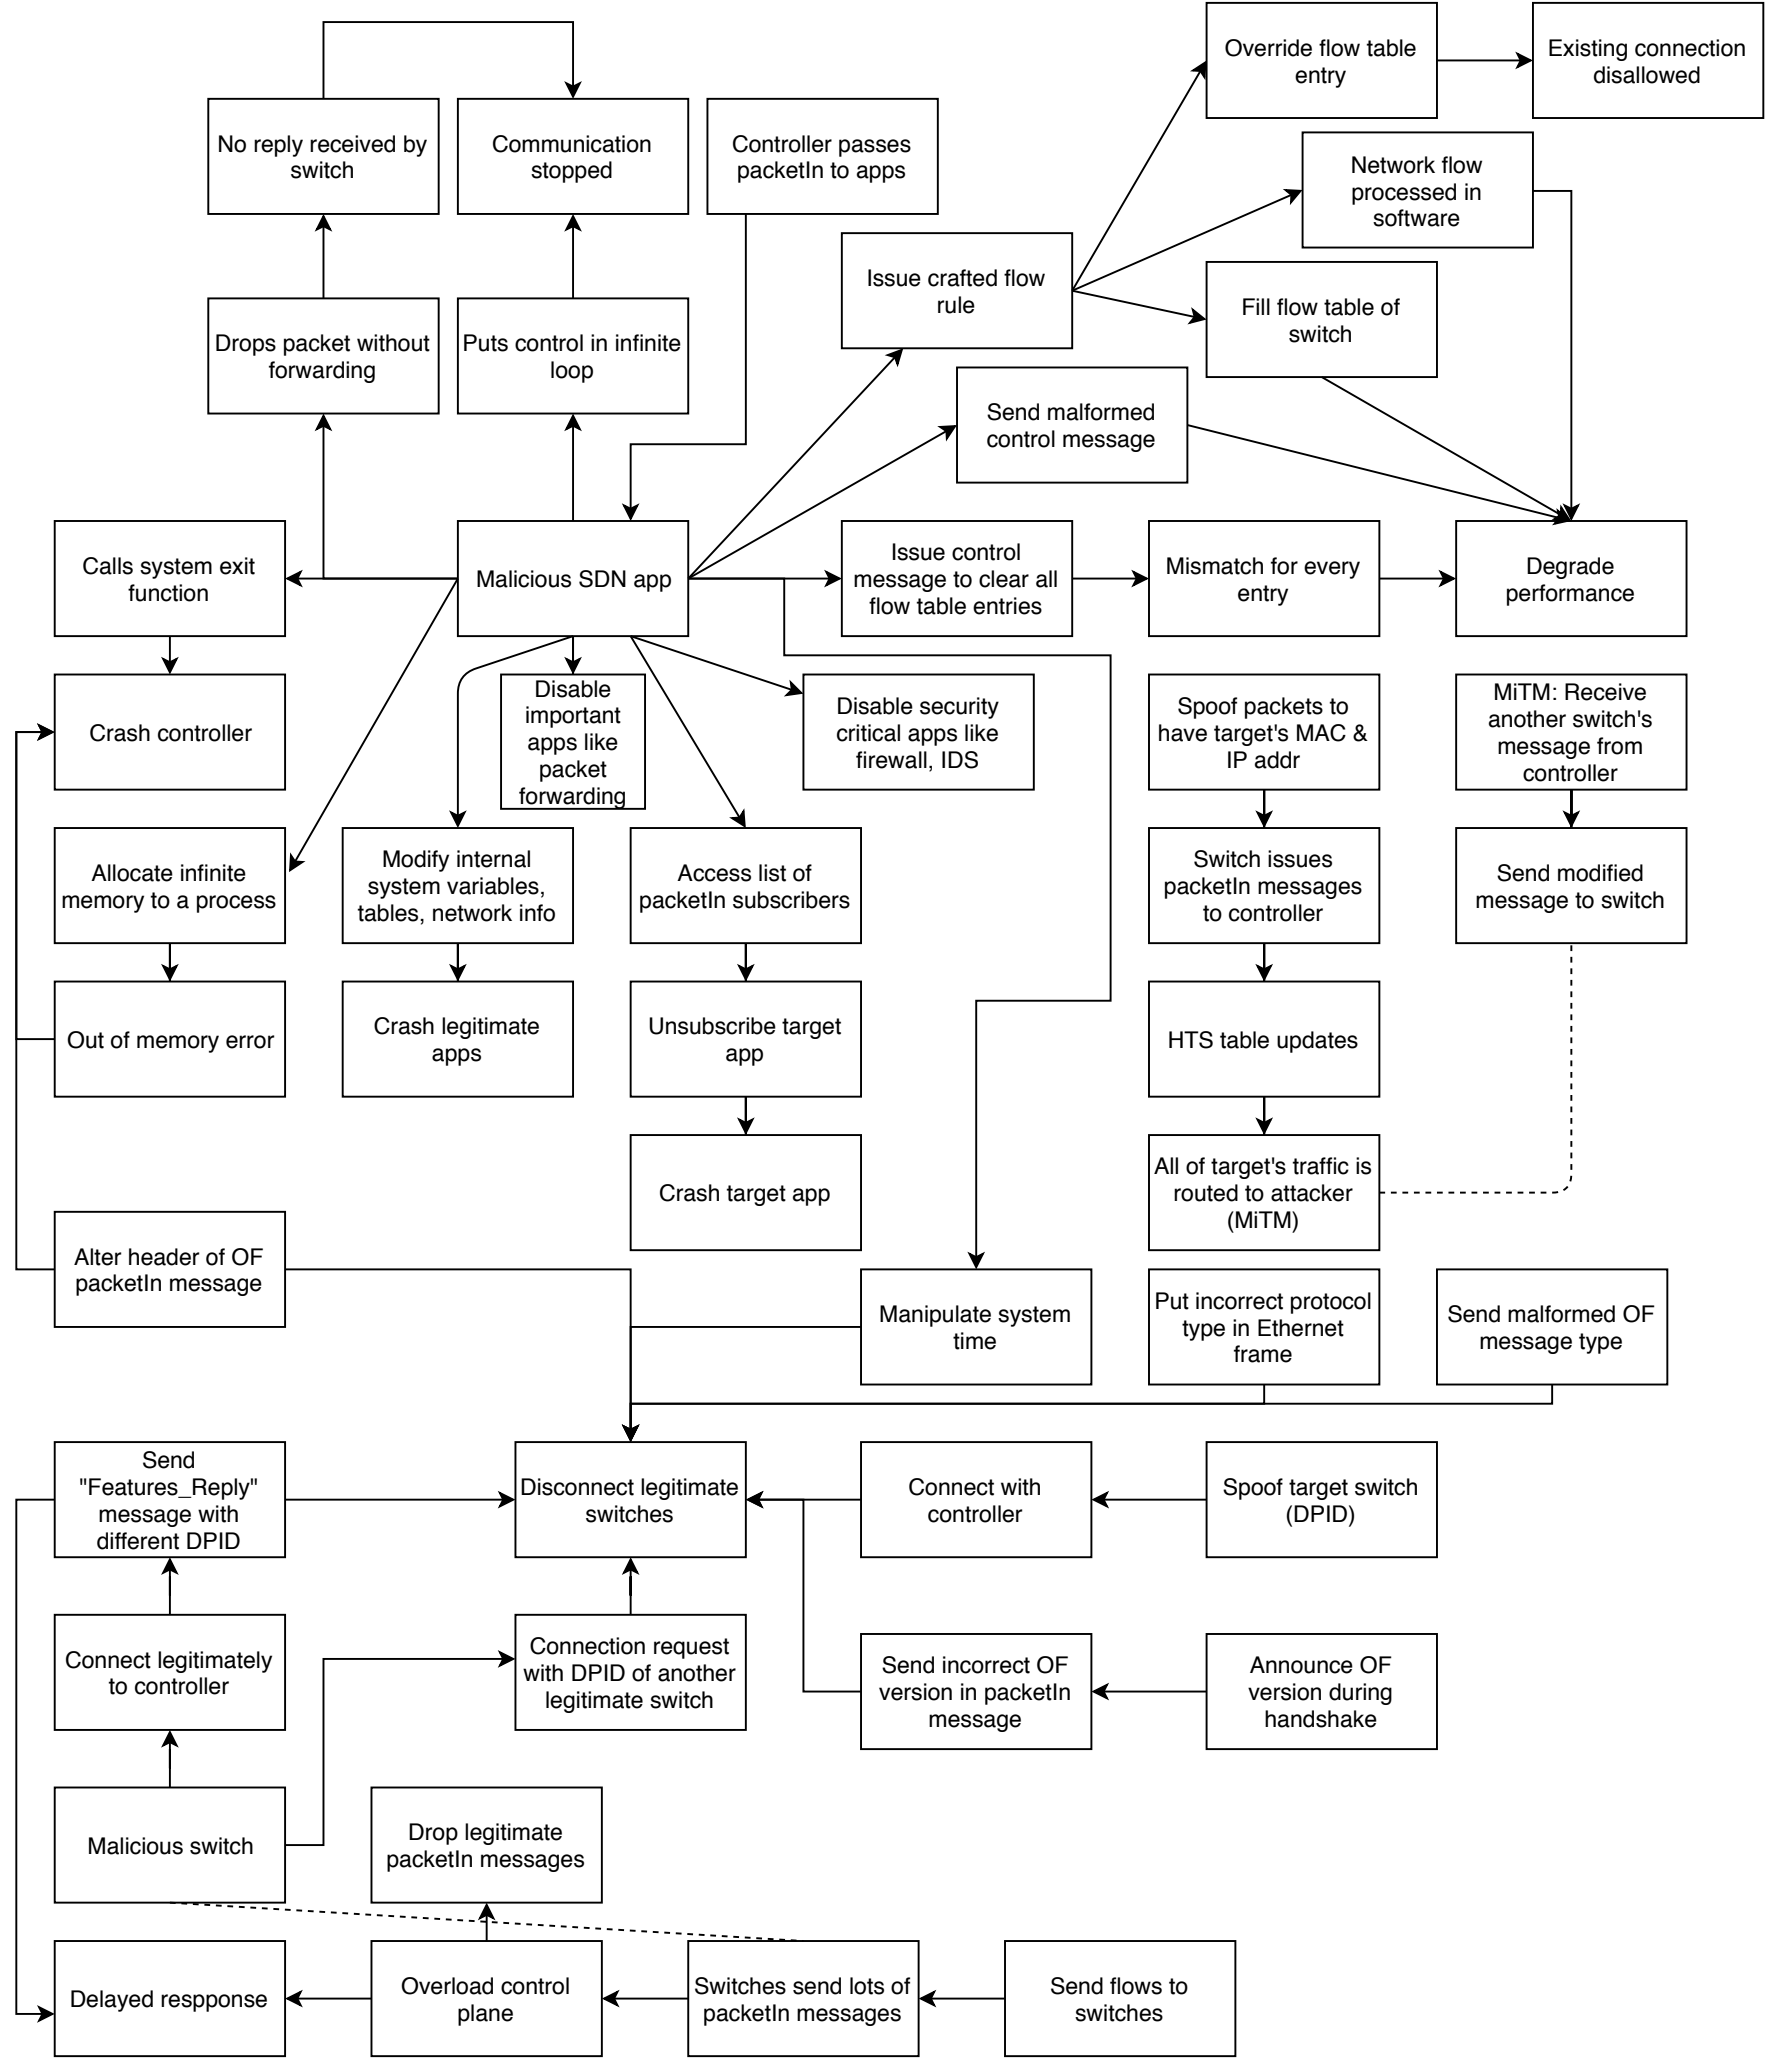 Override flow table
entry
Existing connection
disallowed
No reply received by
switch
Communication
stopped
Controller passes
packetIn to apps
Network flow
processed in
software
Issue crafted flow
rule
Fill flow table of
switch
Drops packet without
forwarding
Puts control in infinite
loop
Send malformed
control message
Calls system exit
function
Malicious SDN app
Issue control
message to clear all
flow table entries
Mismatch for every
entry
Degrade
performance
Crash controller
Disable
important
apps like
packet
forwarding
Disable security
critical apps like
firewall, IDS
Spoof packets to
have target's MAC &
IP addr
MiTM: Receive
another switch's
message from
controller
Allocate infinite
memory to a process
Modify internal
system variables,
tables, network info
Access list of
packetIn subscribers
Switch issues
packetIn messages
to controller
Send modified
message to switch
Out of memory error
Crash legitimate
apps
Unsubscribe target
app
HTS table updates
Crash target app
All of target's traffic is
routed to attacker
(MiTM)
Alter header of OF
packetIn message
Manipulate system
time
Put incorrect protocol
type in Ethernet
frame
Send malformed OF
message type
Send
"Features_Reply"
message with
different DPID
Disconnect legitimate
switches
Connect with
controller
Spoof target switch
(DPID)
Connect legitimately
to controller
Connection request
with DPID of another
legitimate switch
Send incorrect OF
version in packetIn
message
Announce OF
version during
handshake
Malicious switch
Drop legitimate
packetIn messages
Delayed respponse
Overload control
plane
Switches send lots of
packetIn messages
Send flows to
switches